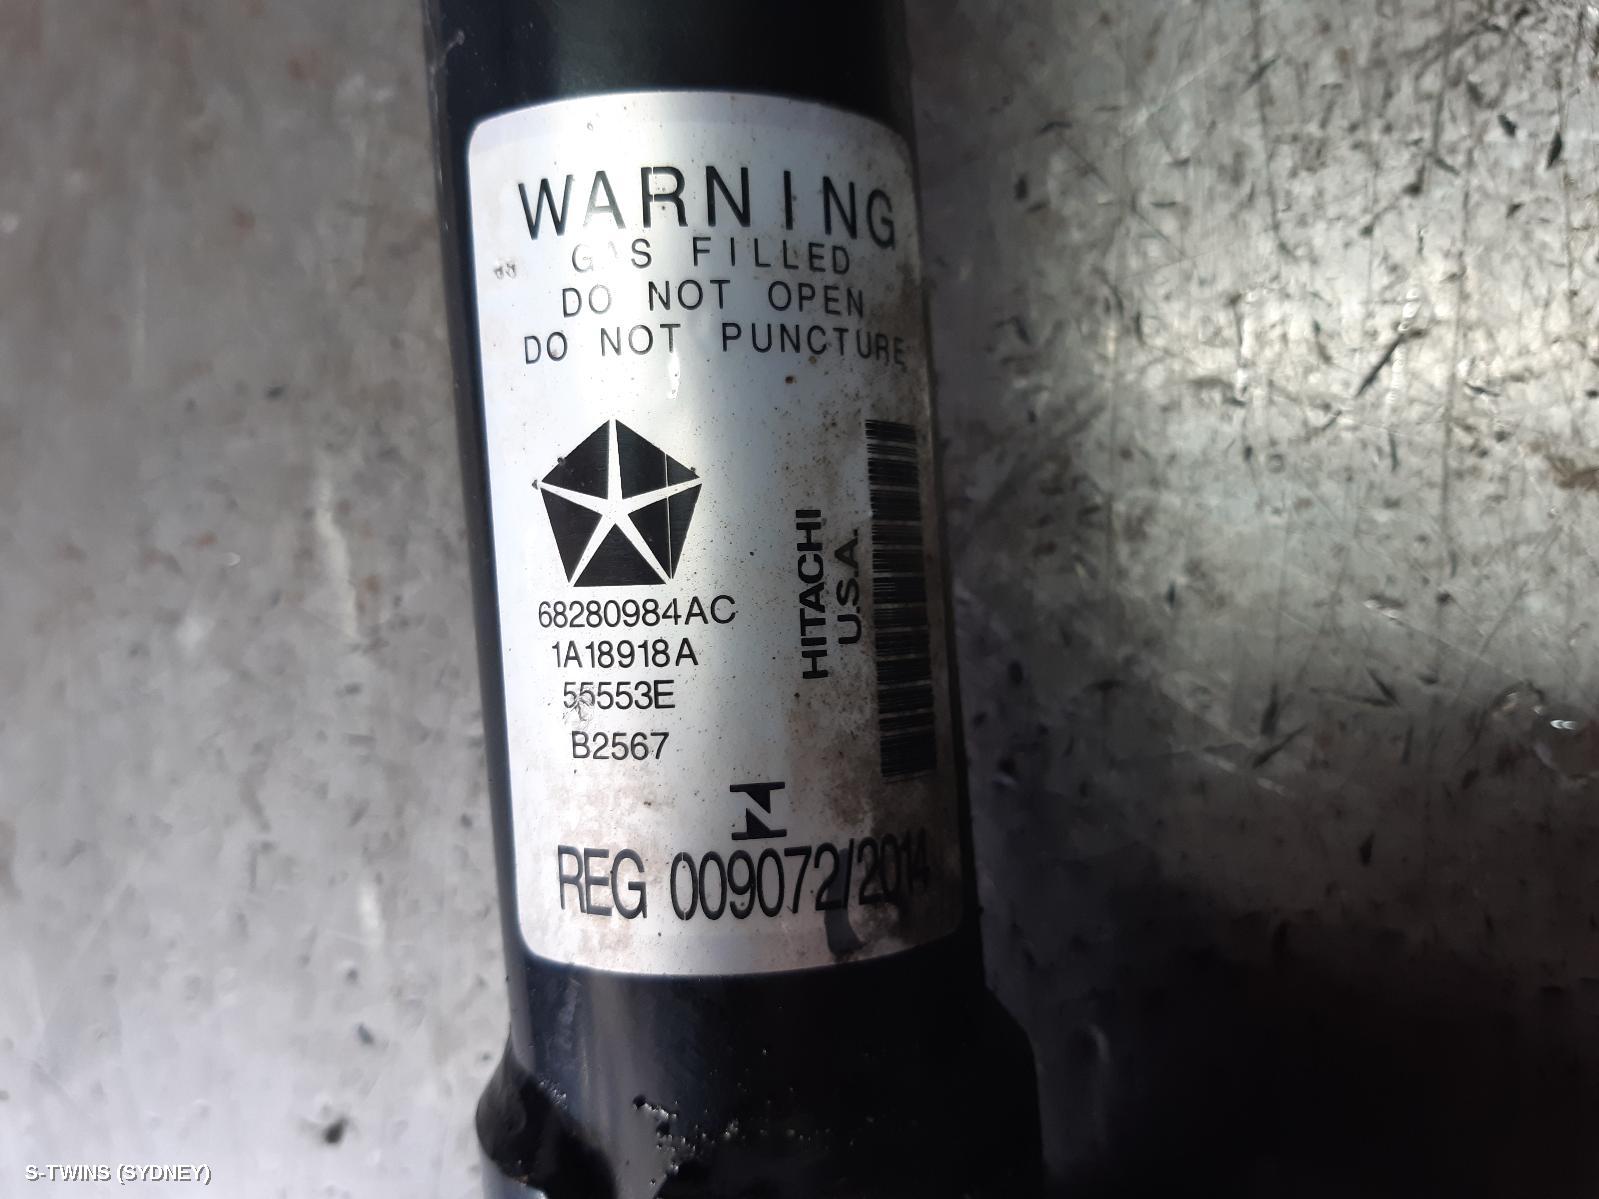 WARNING
GAS FILLED
DO NOT OPEN
DO NOT PUNCTURE
68280984AC
1A18918A
55553E
B2567
HITACHI
U.S.A.
REG 009072/2014
S-TWINS (SYDNEY)